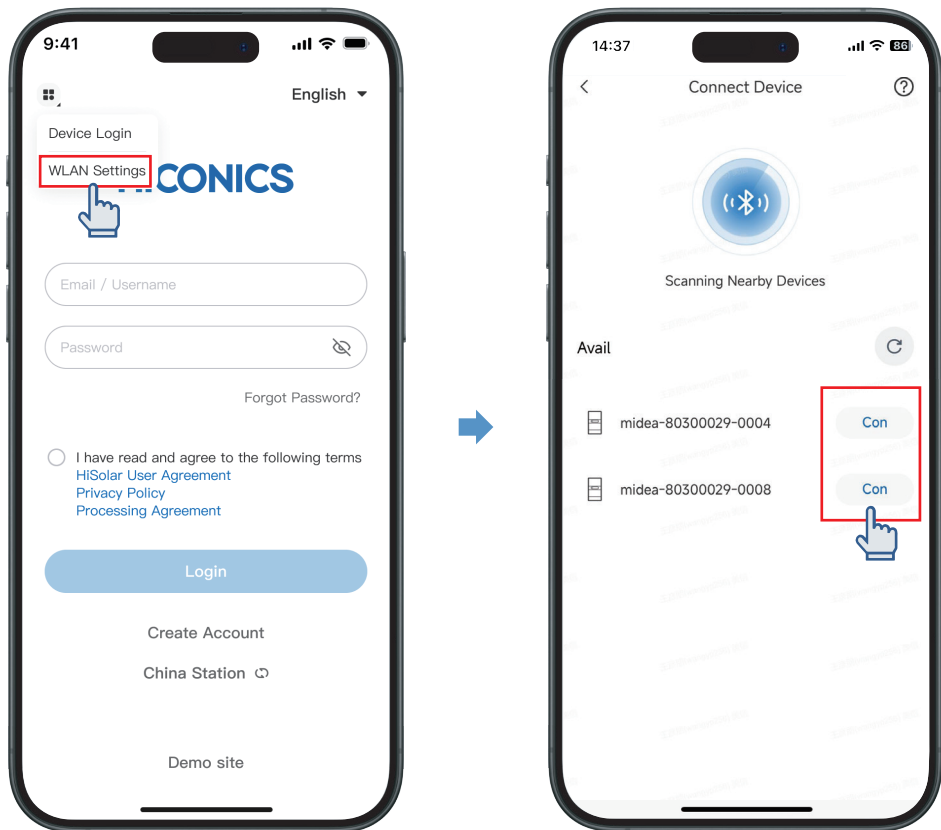 9:41
English
Device Login
WLAN Settings
CONICS
Email / Username
Password
Forgot Password?
I have read and agree to the following terms
HiSolar User Agreement
Privacy Policy
Processing Agreement
Login
Create Account
China Station
Demo site
14:37
86
Connect Device
?
Scanning Nearby Devices
Avail
midea-80300029-0004
Con
midea-80300029-0008
Con